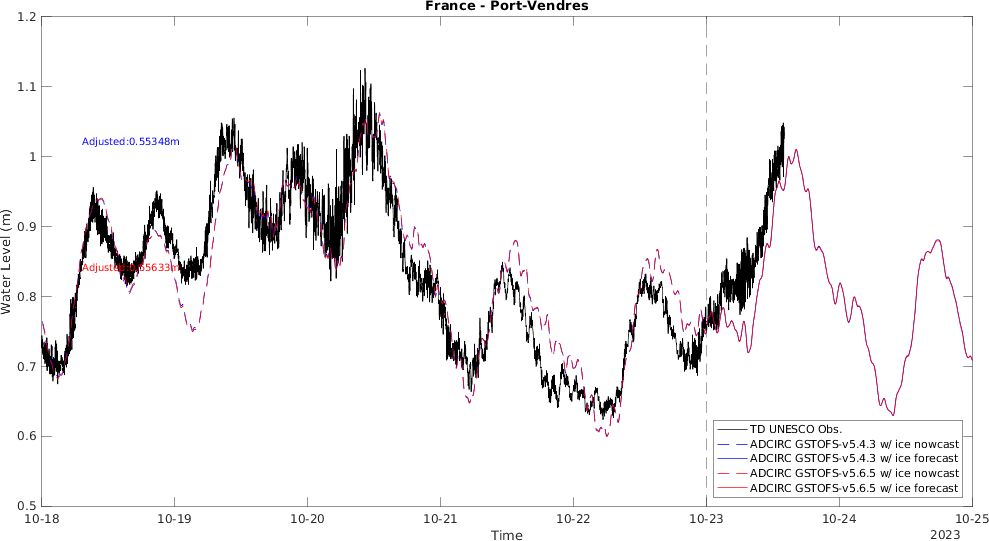 France - Port-Vendres
1.2
1.1
1
0.9
0.8
0.7
0.6
0.5
Water Level (m)
Adjusted:0.55348m
Adjusted:0.55633m
TD UNESCO Obs.
ADCIRC GSTOFS-v5.4.3 w/ ice nowcast
ADCIRC GSTOFS-v5.4.3 w/ ice forecast
ADCIRC GSTOFS-v5.6.5 w/ ice nowcast
ADCIRC GSTOFS-v5.6.5 w/ ice forecast
10-18 10-19 10-20 10-21 10-22 10-23 10-24 10-25
Time
2023